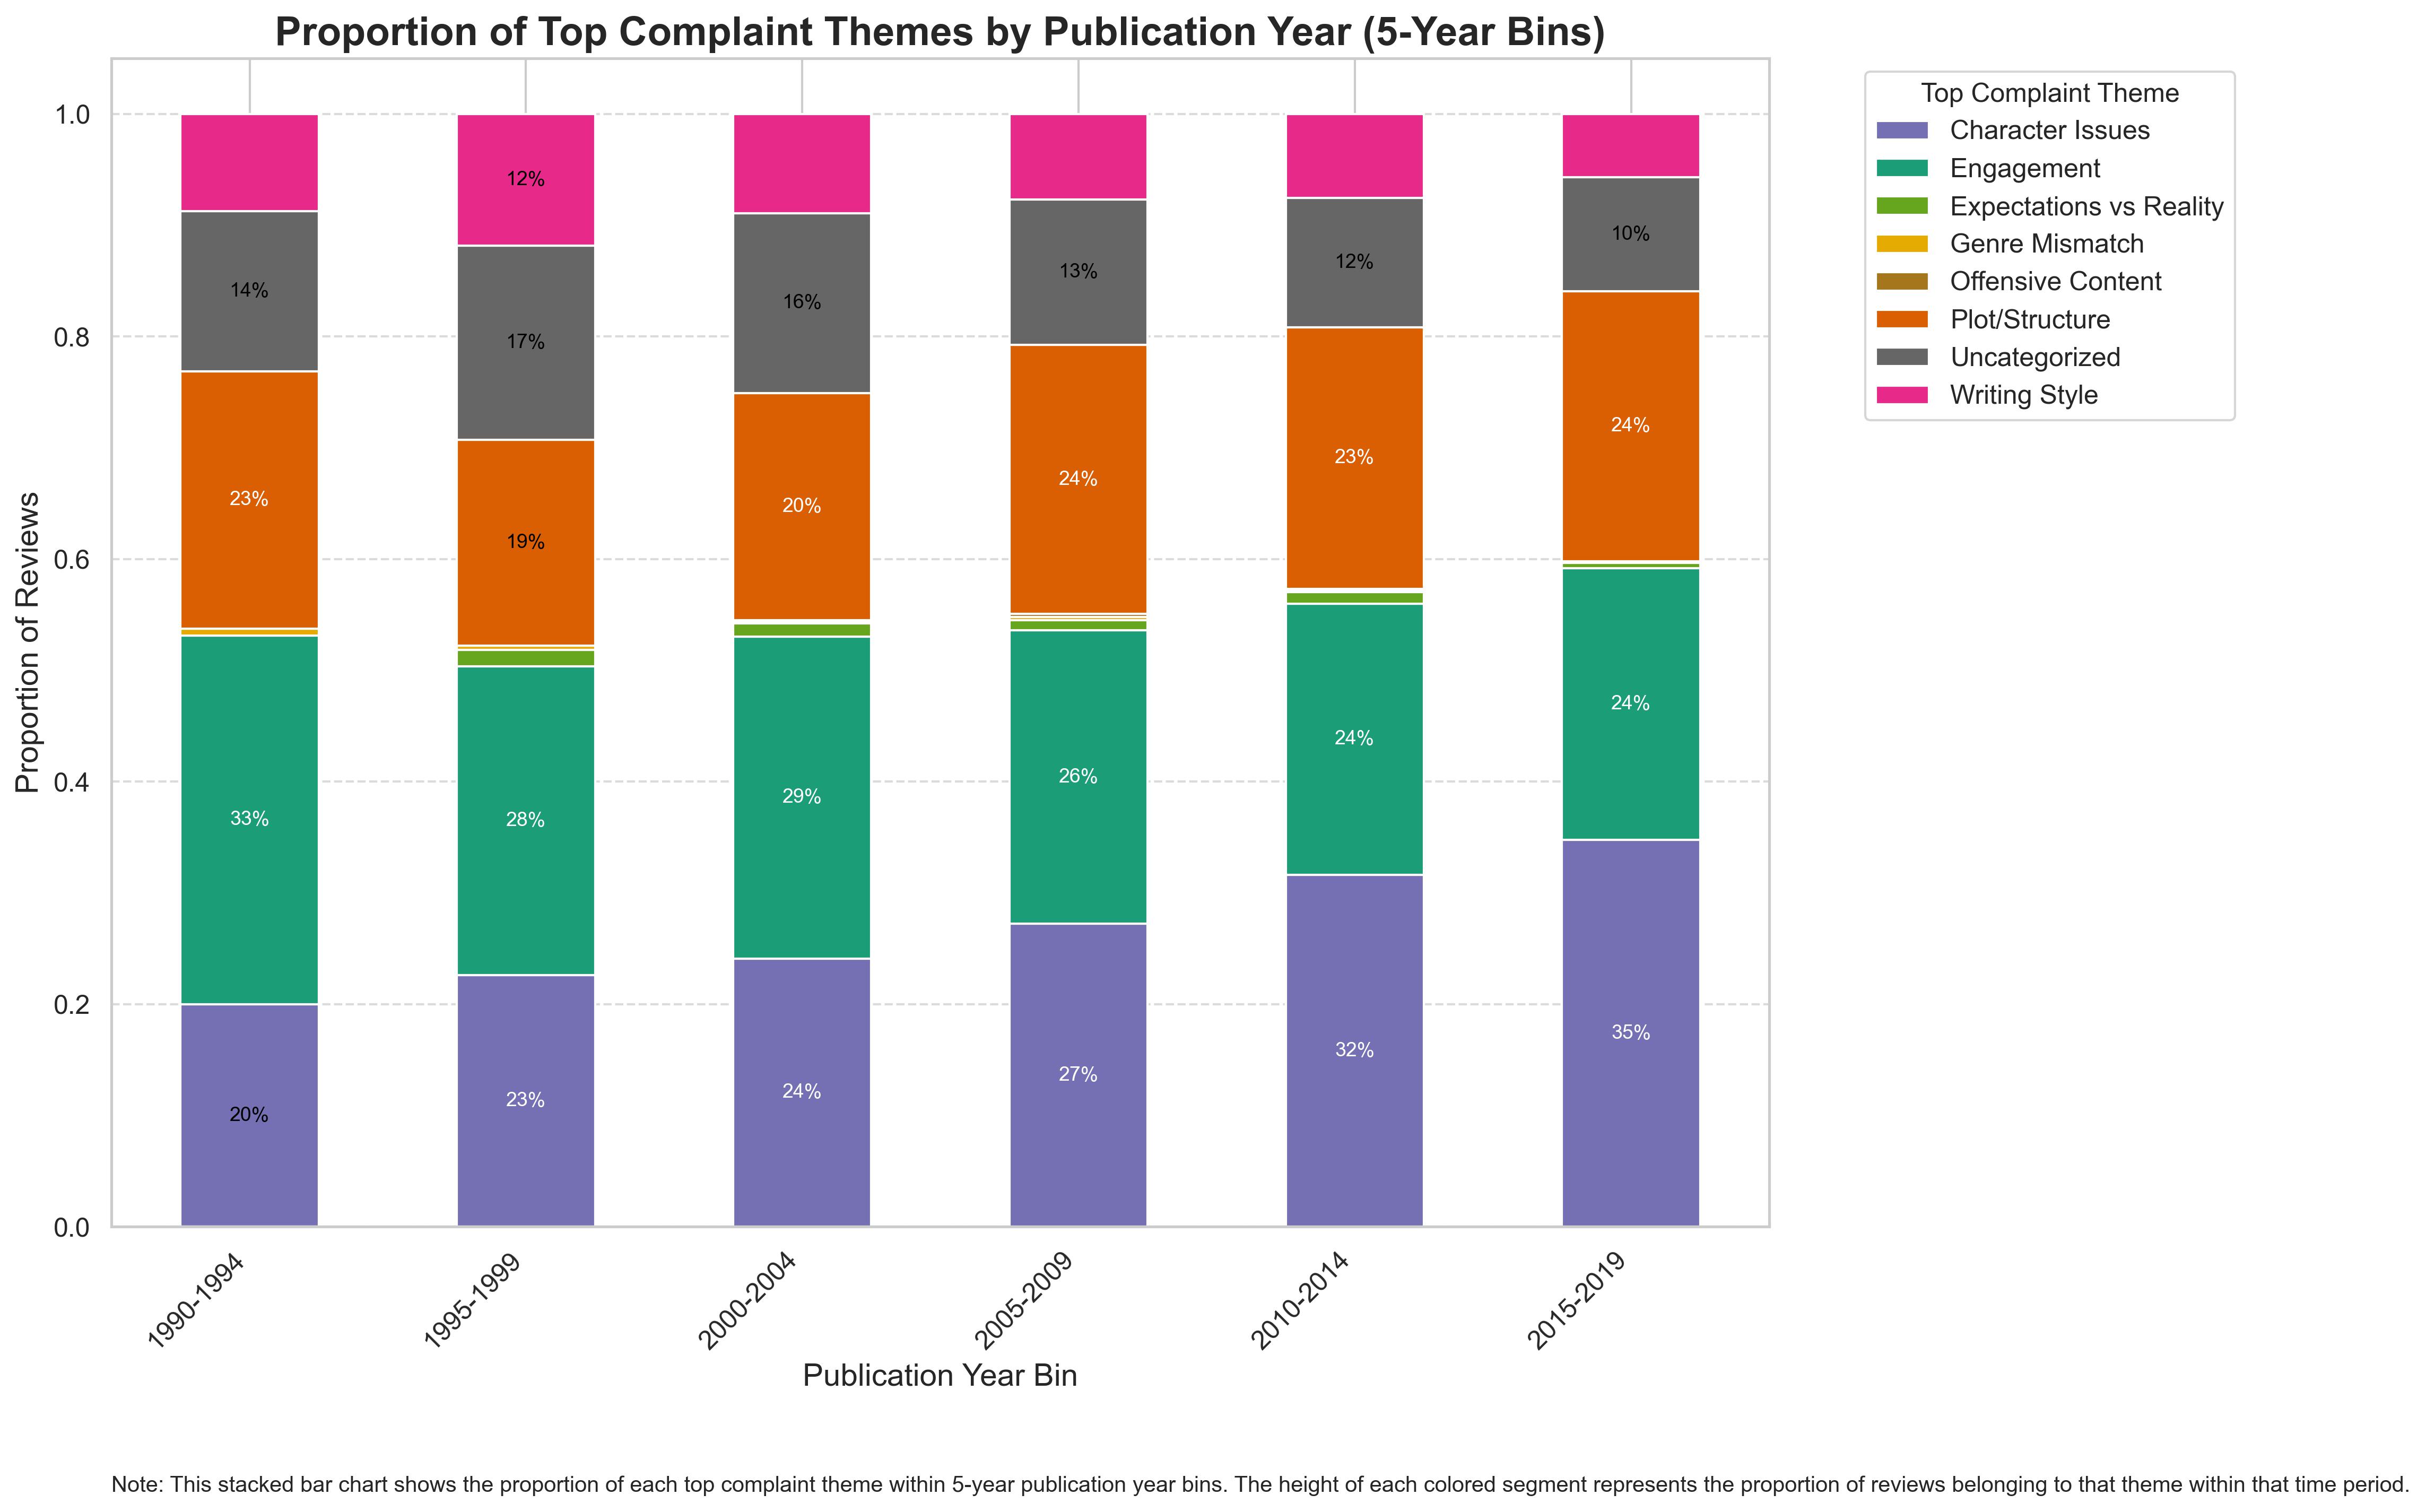 Proportion of Top Complaint Themes by Publication Year (5-Year Bins)
Top Complaint Theme
Character Issues
Engagement
Expectations vs Reality
Genre Mismatch
Offensive Content
Plot/Structure
Uncategorized
Writing Style
Proportion of Reviews
1.0
0.8
0.6
0.4
0.2
0.0
14%
23%
33%
20%
12%
17%
19%
28%
23%
16%
20%
29%
24%
13%
24%
26%
27%
12%
23%
24%
32%
10%
24%
24%
35%
1990-1994
1995-1999
2000-2004
2005-2009
2010-2014
2015-2019
Publication Year Bin
Note: This stacked bar chart shows the proportion of each top complaint theme within 5-year publication year bins. The height of each colored segment represents the proportion of reviews belonging to that theme within that time period.